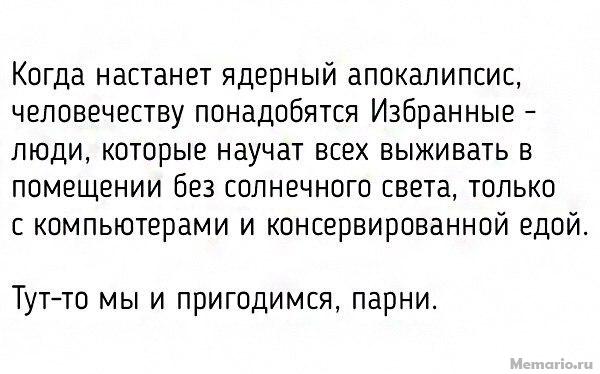 Когда настанет ядерный апокалипсис,
человечеству понадобятся Избранные –
люди, которые научат всех выживать в
помещении без солнечного света, только
с компьютерами и консервированной едой.
Тут-то мы и пригодимся, парни.
Memario.ru